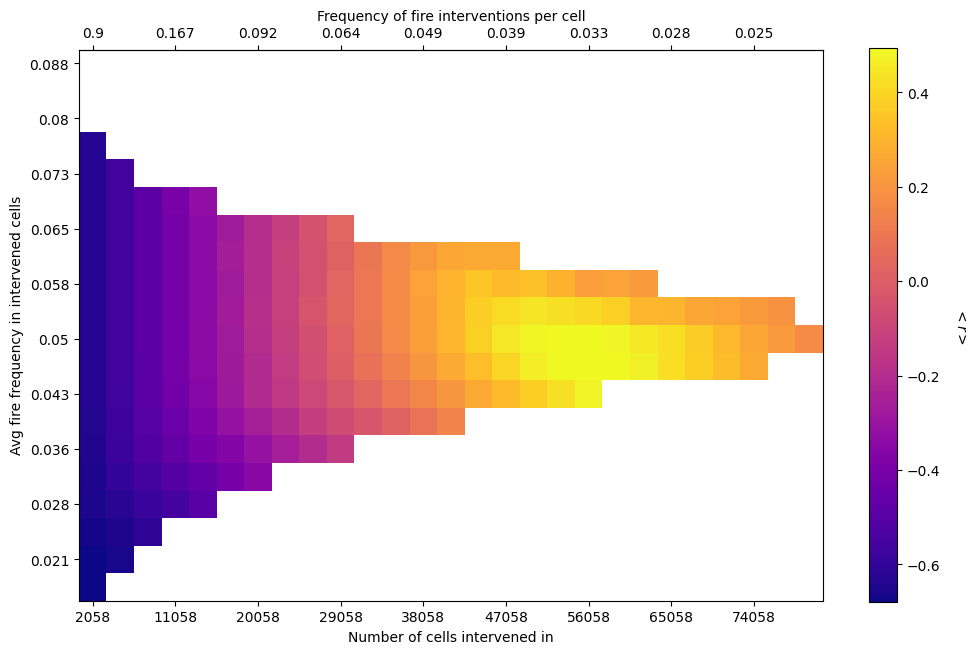 Frequency of fire interventions per cell
0.9 0.167 0.092 0.064 0.049 0.039 0.033 0.028 0.025
Avg fire frequency in intervened cells
0.088
0.08
0.073
0.065
0.058
0.05
0.043
0.036
0.028
0.021
2058 11058 20058 29058 38058 47058 56058 65058 74058
Number of cells intervened in
0.4
0.2
0.0
−0.2
−0.4
−0.6
< r >